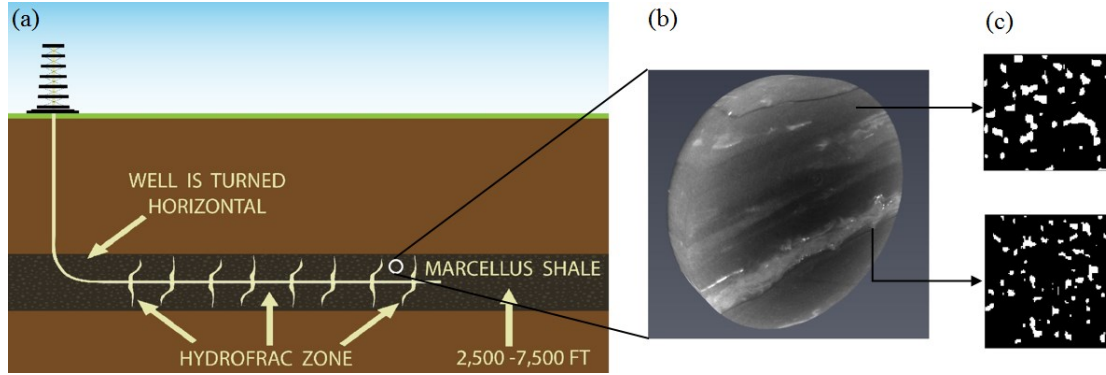 (a)
(b)
(c)
WELL IS TURNED
HORIZONTAL
MARCELLUS SHALE
HYDROFRAC ZONE
2,500 -7,500 FT